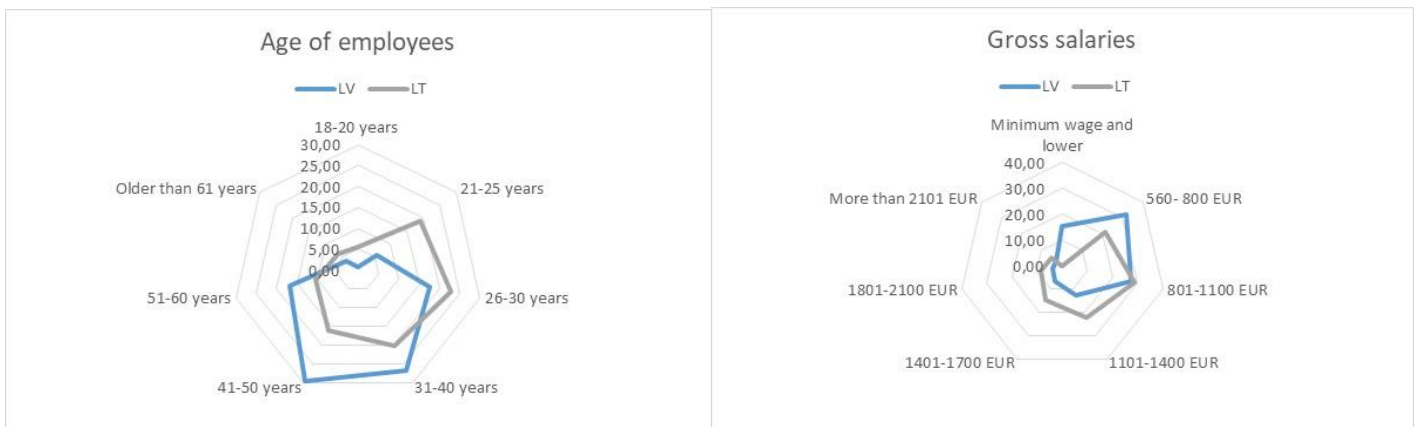 Age of employees
LV LT
18-20 years
30,00
25,00
20,00
15,00
10,00
5,00
0,00
21-25 years
26-30 years
31-40 years
41-50 years
51-60 years
Older than 61 years
Gross salaries
LV LT
Minimum wage and
lower
40,00
30,00
20,00
10,00
0,00
560- 800 EUR
801-1100 EUR
1101-1400 EUR
1401-1700 EUR
1801-2100 EUR
More than 2101 EUR